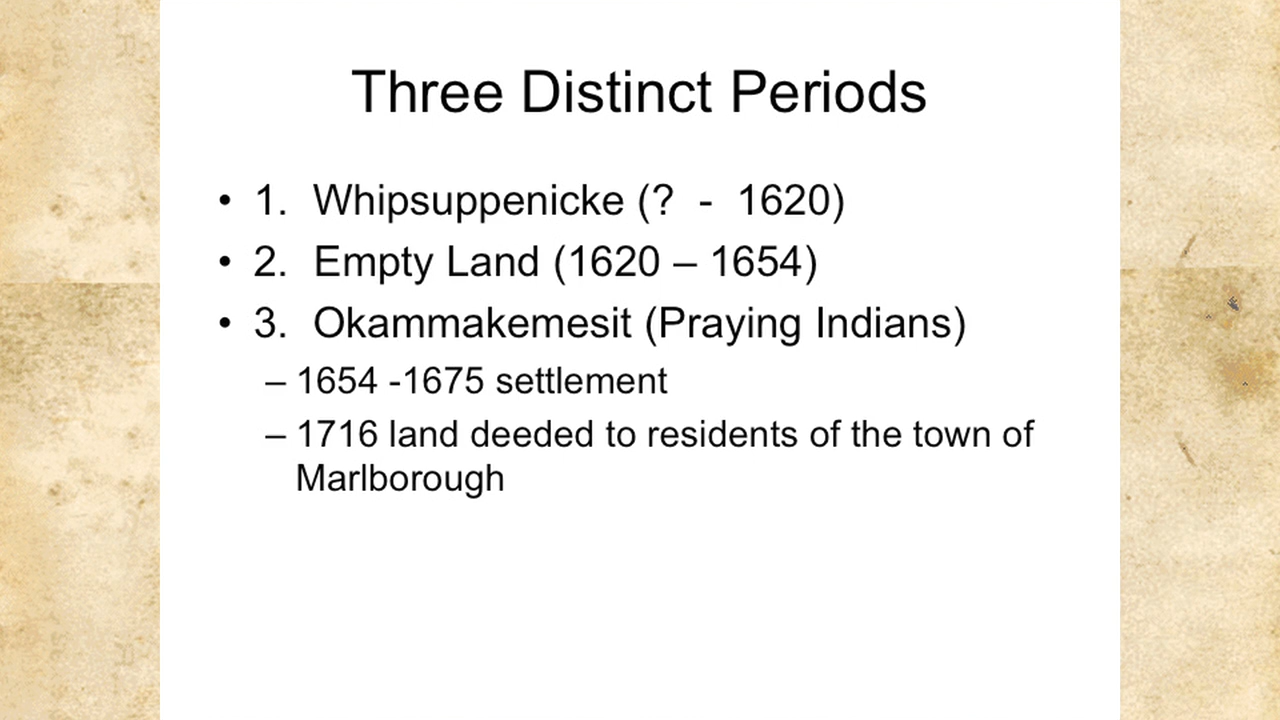 Three Distinct Periods
• 1. Whipsuppenicke (? - 1620)
• 2. Empty Land (1620 – 1654)
• 3. Okammakemesit (Praying Indians)
– 1654 -1675 settlement
– 1716 land deeded to residents of the town of
Marlborough